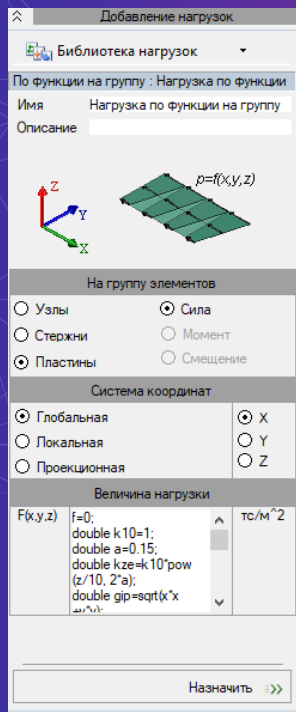 Добавление нагрузок
Библиотека нагрузок
По функции на группу : Нагрузка по функции
Имя Нагрузка по функции на группу
Описание
Z
Y
X
p=f(x,y,z)
На группу элементов
Узлы Сила
Стержни Момент
Пластины Смещение
Система координат
Глобальная X
Локальная Y
Проекционная Z
Величина нагрузки
F(x,y,z) f=0; тс/м^2
double k10=1;
double a=0.15;
double kze=k10*pow
(z/10, 2*a);
double gip=sqrt(x*x
+y*y);
Назначить